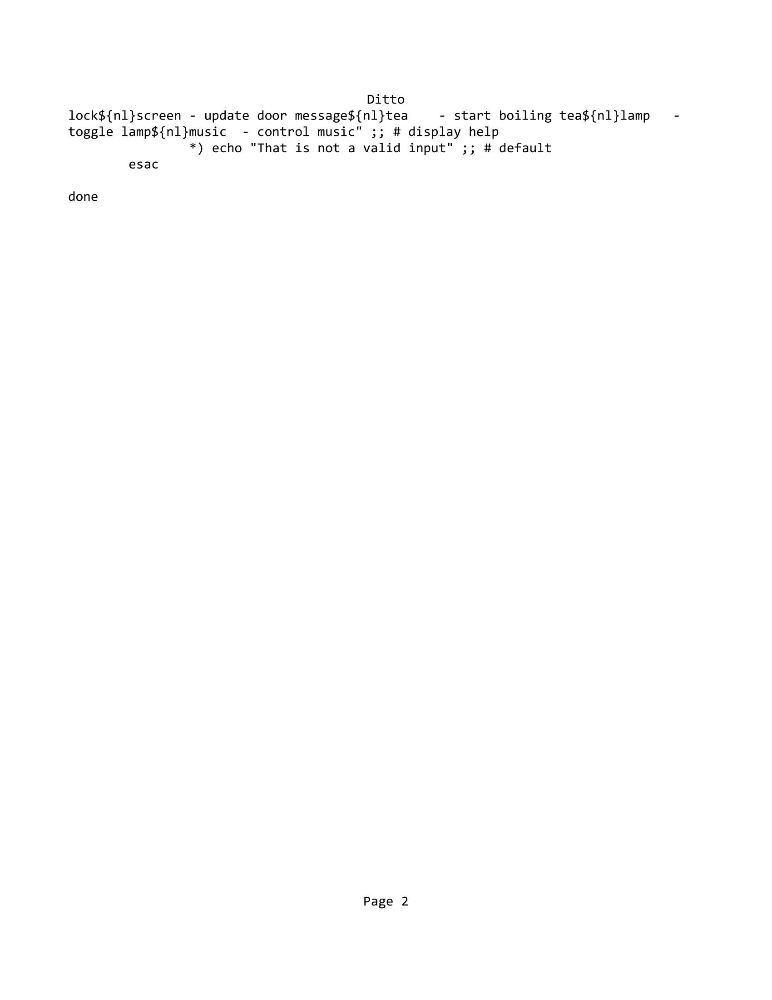 Ditto
lock${nl}screen - update door message${nl}tea    - start boiling tea${nl}lamp   -
toggle lamp${nl}music  - control music" ;; # display help
                *) echo "That is not a valid input" ;; # default
        esac

done
Page 2